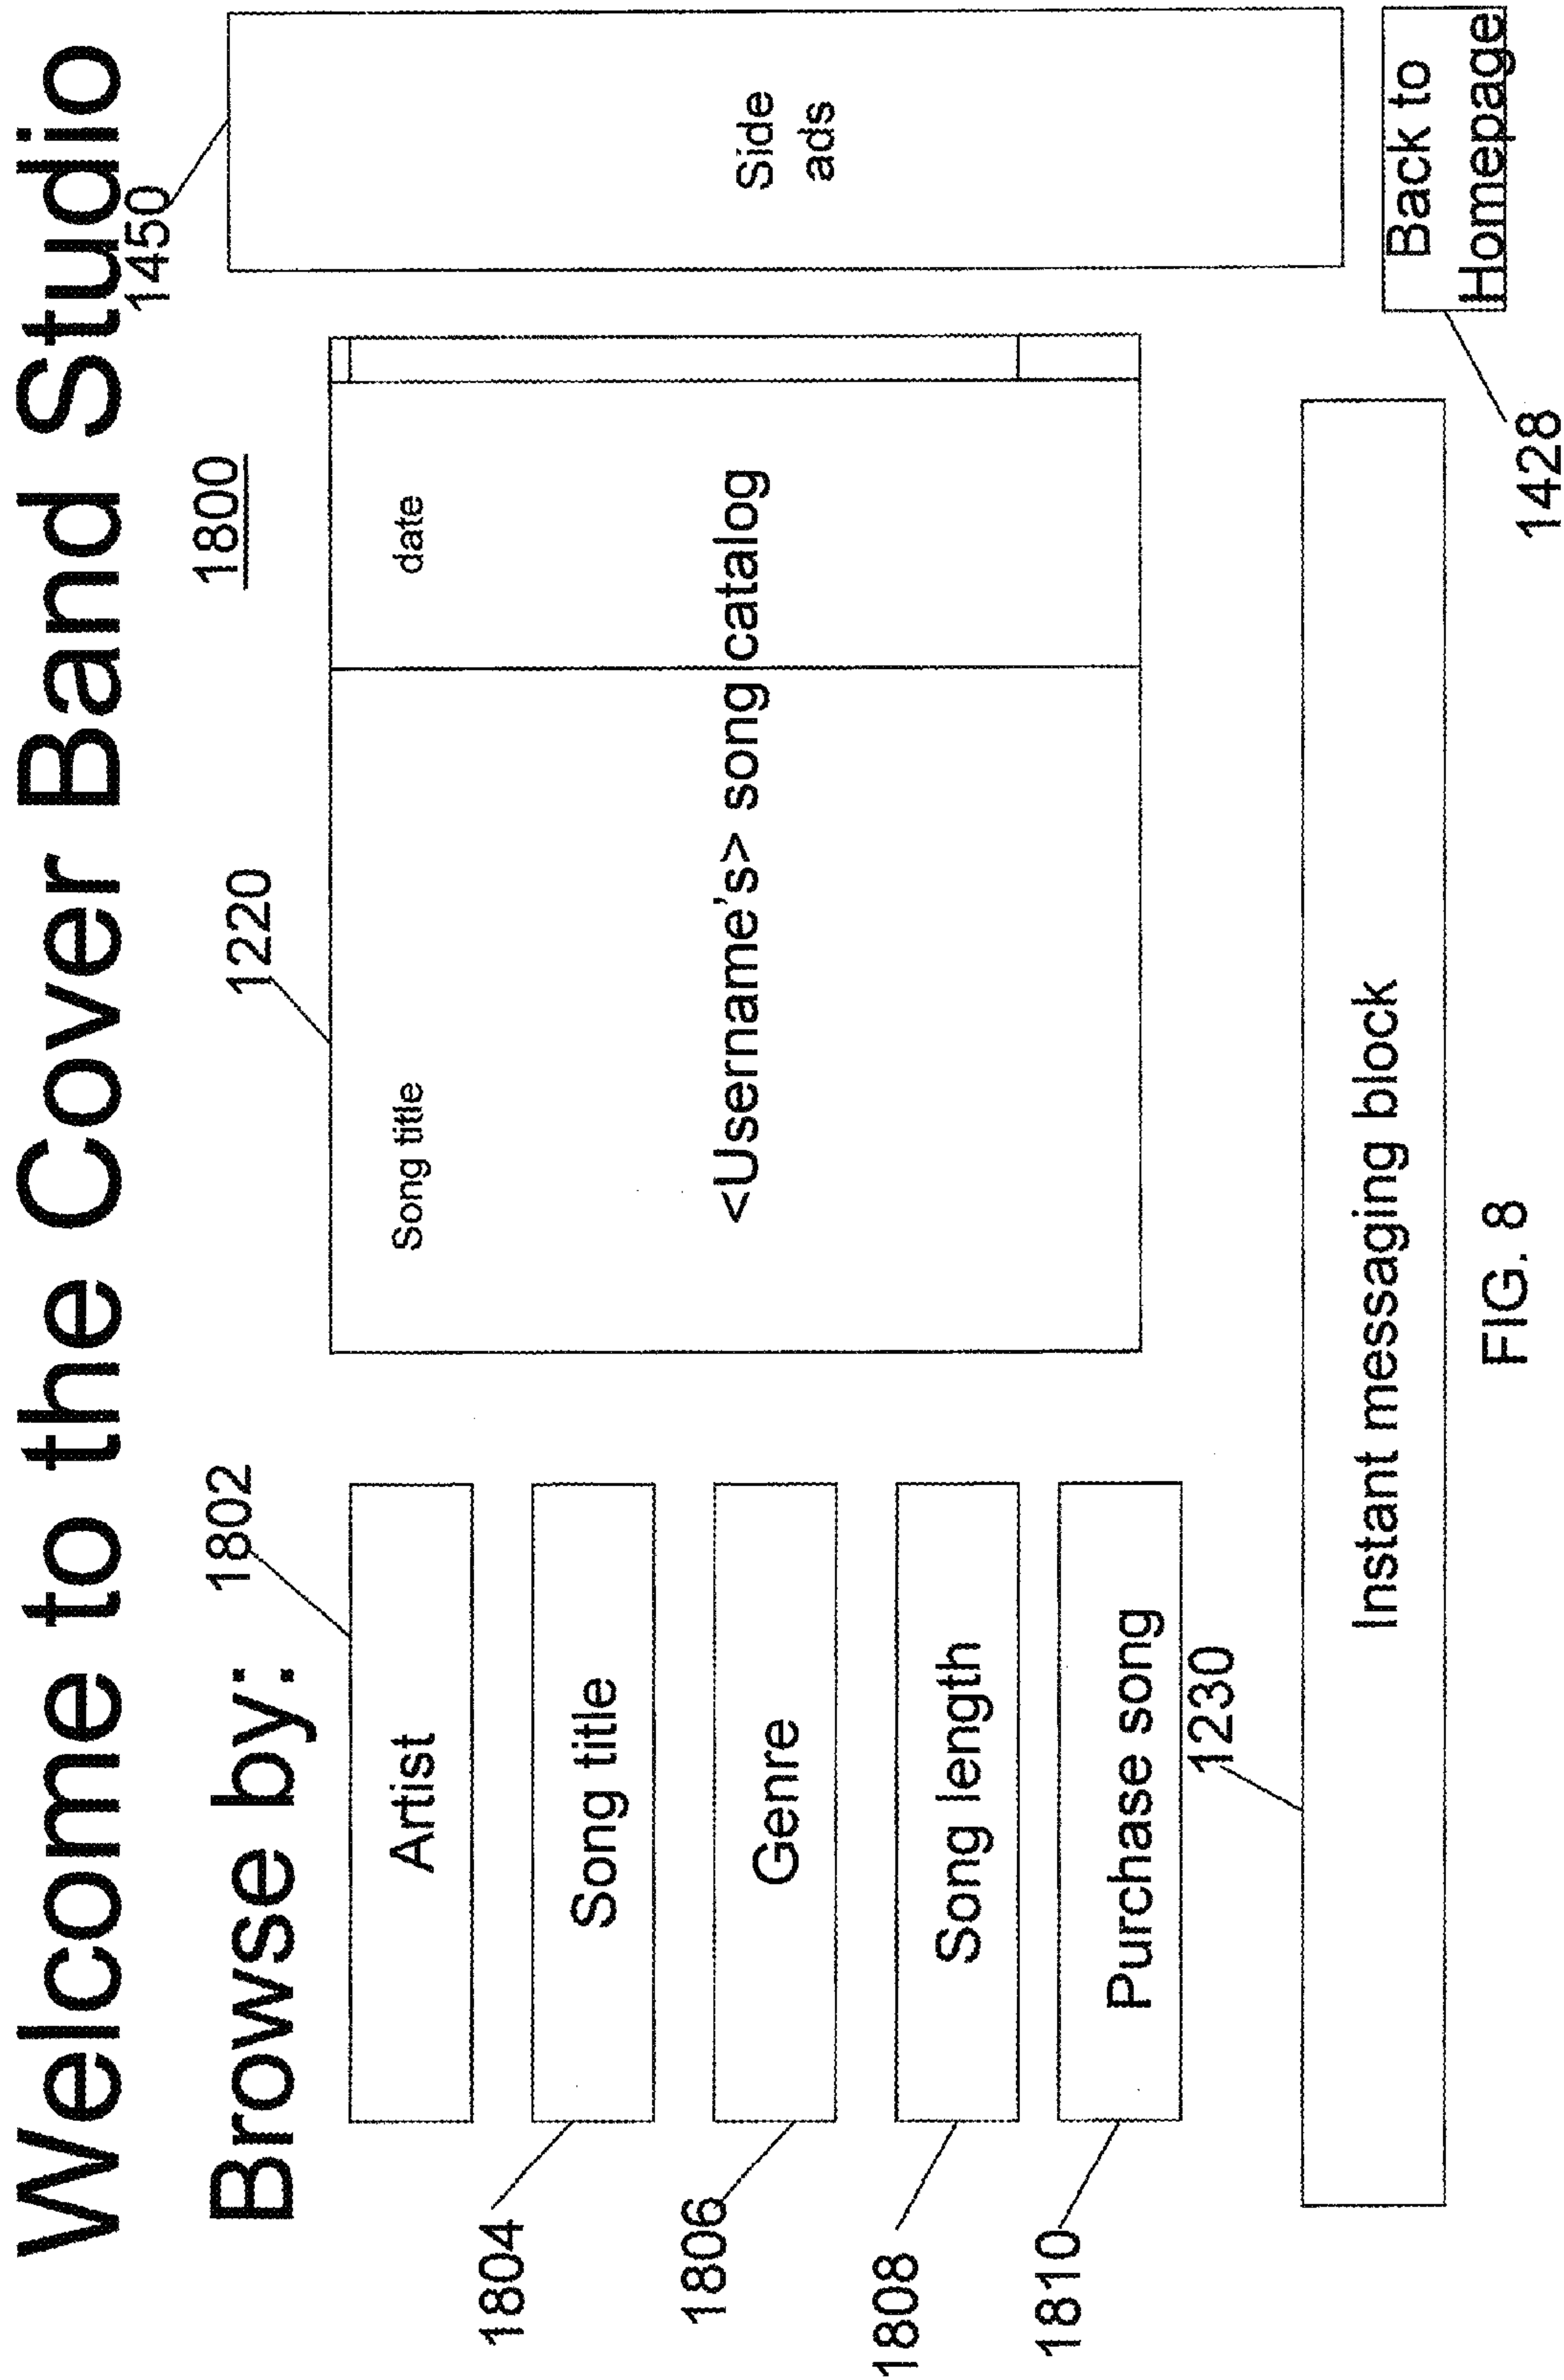 Welcome to the Cover Band Studio
Browse by:
1802
1220
1800
1450
Artist
1804
Song title
1806
Genre
1808
Song length
1810
Purchase song
Song title
date
<Username's> song catalog
Side
ads
1230
Instant messaging block
1428
Back to
Homepage
FIG. 8